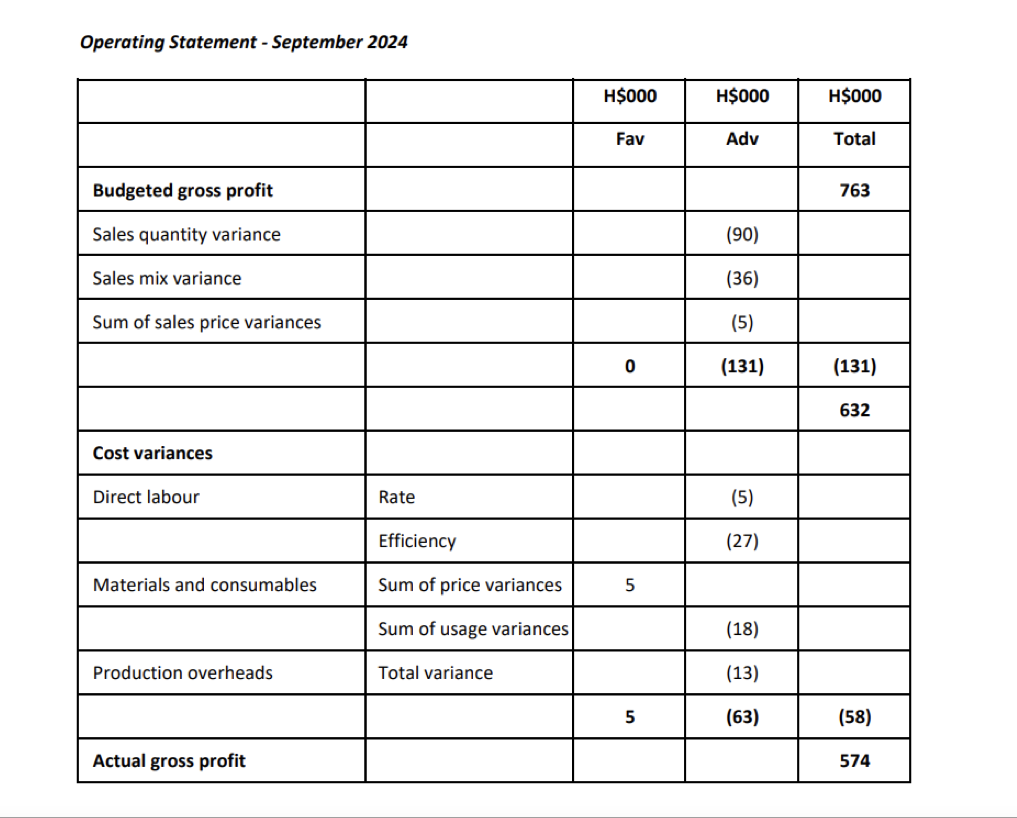 Operating Statement - September 2024
H$000 H$000 H$000
Fav Adv Total
Budgeted gross profit 763
Sales quantity variance (90)
Sales mix variance (36)
Sum of sales price variances (5)
0 (131) (131)
632
Cost variances
Direct labour Rate (5)
Efficiency (27)
Materials and consumables Sum of price variances 5
Sum of usage variances (18)
Production overheads Total variance (13)
5 (63) (58)
Actual gross profit 574